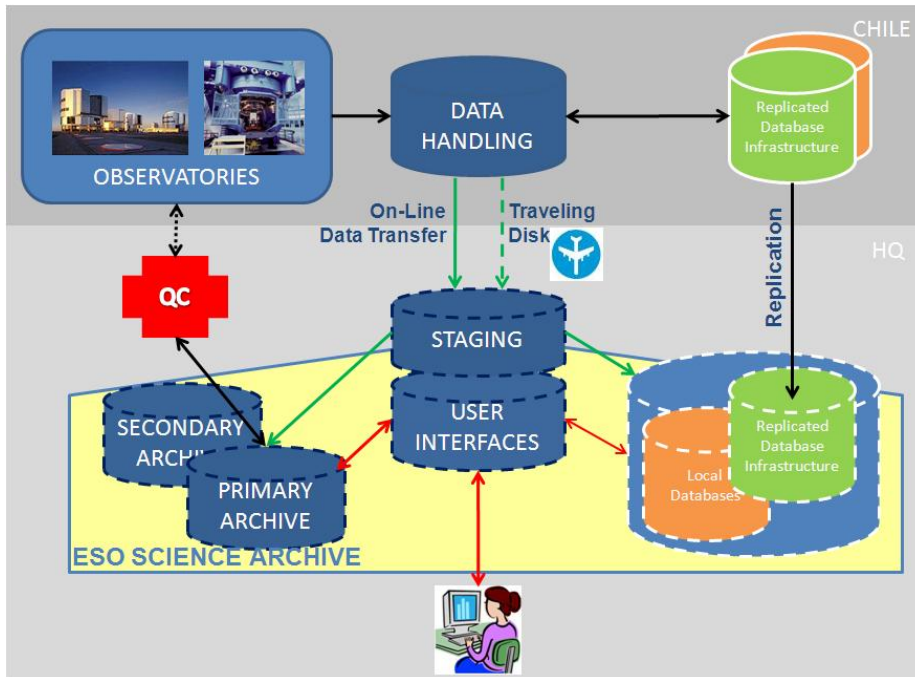 CHILE
OBSERVATORIES
DATA
HANDLING
Replicated
Database
Infrastructure
On-Line
Data Transfer
Traveling
Disk
HQ
Replication
QC
STAGING
USER
INTERFACES
SECONDARY
ARCHIV
PRIMARY
ARCHIVE
Replicated
Database
Infrastructure
Local
Databases
ESO SCIENCE ARCHIVE